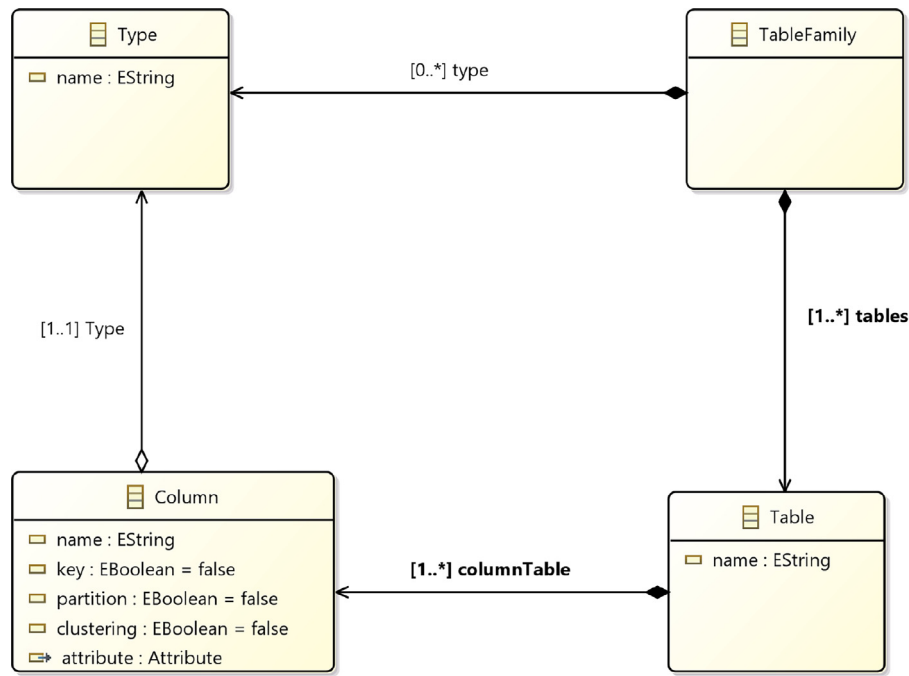 Type
name : EString
[0..*] type
TableFamily
[1..1] Type
[1..*] tables
Column
name : EString
key : EBoolean = false
partition : EBoolean = false
clustering : EBoolean = false
attribute : Attribute
[1..*] columnTable
Table
name : EString